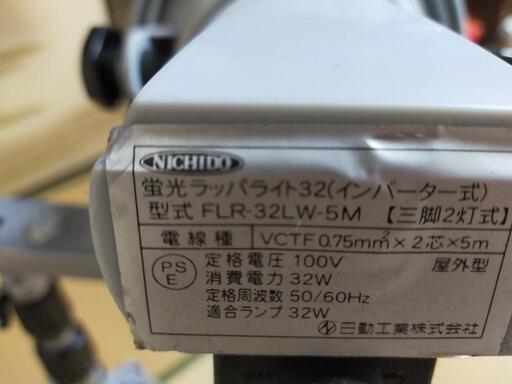 NICHIDO
蛍光ラッパライト32(インバーター式)
型式 FLR-32LW-5M 【三脚2灯式】
電線種 VCTF0.75mm²×2芯×5m
PS
E
定格電圧 100V 屋外型
消費電力 32W
定格周波数 50/60Hz
適合ランプ 32W
日動工業株式会社